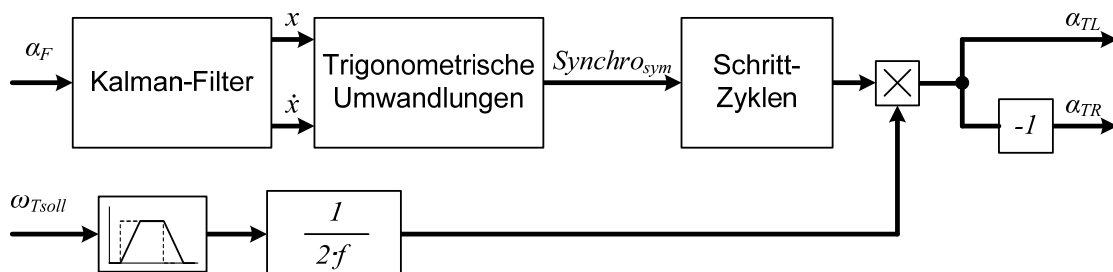 α_F
Kalman-Filter
x
ẋ
Trigonometrische
Umwandlungen
Synchro_sym
Schritt-
Zyklen
×
α_TL
-1
α_TR
ω_Tsoll
1
2·f